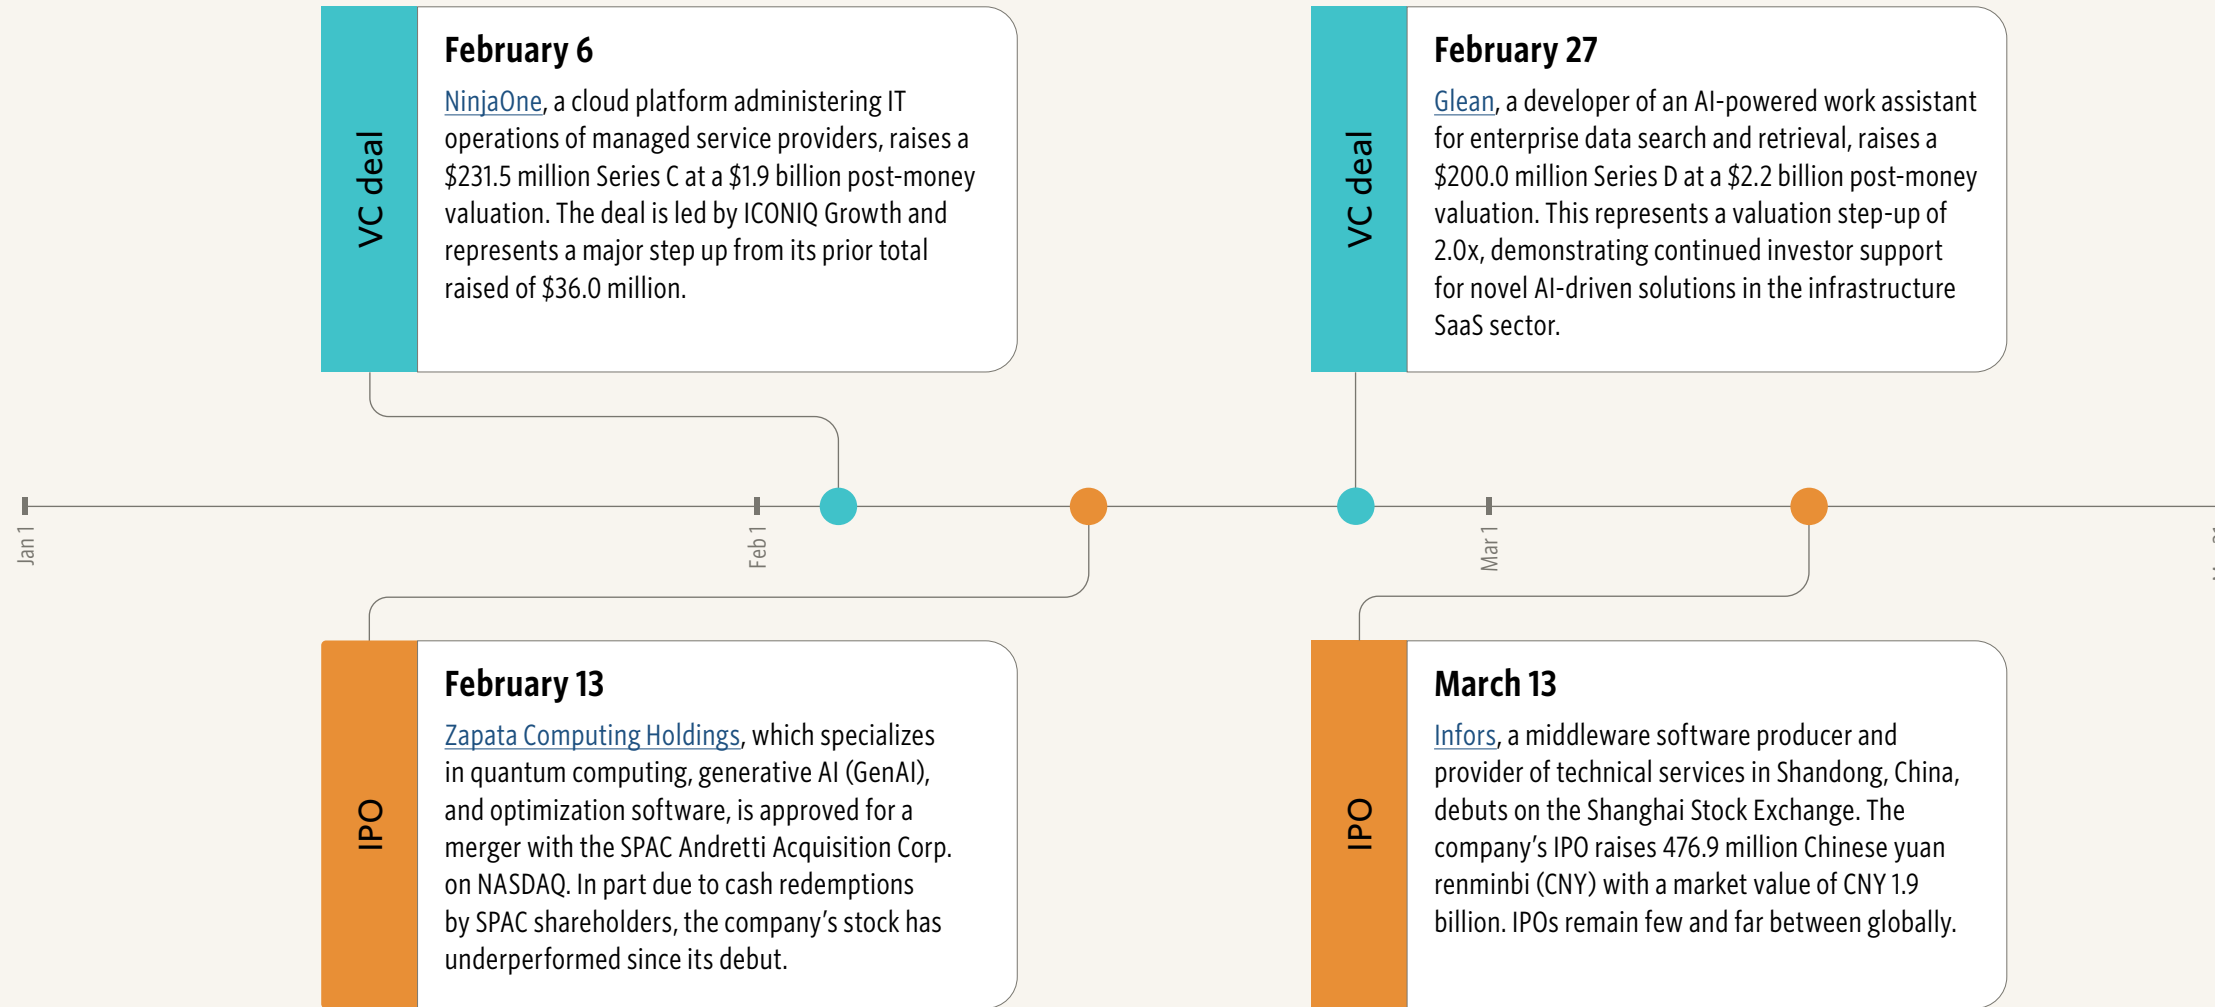 VC deal
February 6
NinjaOne, a cloud platform administering IT
operations of managed service providers, raises a
$231.5 million Series C at a $1.9 billion post-money
valuation. The deal is led by ICONIQ Growth and
represents a major step up from its prior total
raised of $36.0 million.
VC deal
February 27
Glean, a developer of an AI-powered work assistant
for enterprise data search and retrieval, raises a
$200.0 million Series D at a $2.2 billion post-money
valuation. This represents a valuation step-up of
2.0x, demonstrating continued investor support
for novel AI-driven solutions in the infrastructure
SaaS sector.
Jan 1
Feb 1
Mar 1
IPO
February 13
Zapata Computing Holdings, which specializes
in quantum computing, generative AI (GenAI),
and optimization software, is approved for a
merger with the SPAC Andretti Acquisition Corp.
on NASDAQ. In part due to cash redemptions
by SPAC shareholders, the company's stock has
underperformed since its debut.
IPO
March 13
Infors, a middleware software producer and
provider of technical services in Shandong, China,
debuts on the Shanghai Stock Exchange. The
company's IPO raises 476.9 million Chinese yuan
renminbi (CNY) with a market value of CNY 1.9
billion. IPOs remain few and far between globally.